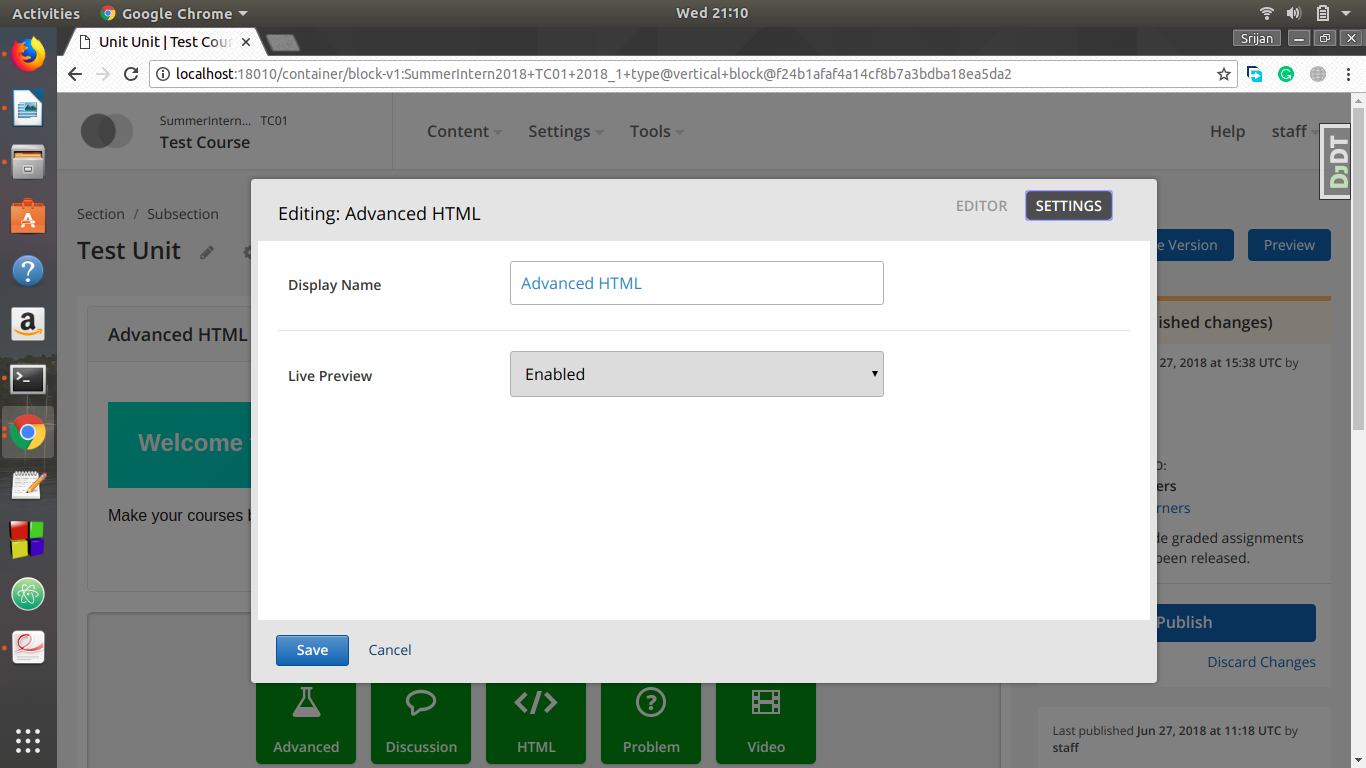 Activities Google Chrome Wed 21:10
Unit Unit | Test Cour Srijan
localhost:18010/container/block-v1:SummerIntern2018+TC01+2018_1+type@vertical+block@f24b1afaf4a14cf8b7a3bdba18ea5da2
SummerIntern... TC01
Test Course
Content Settings Tools Help staff
DJDT
Section / Subsection
Test Unit
e Version Preview
Editing: Advanced HTML EDITOR SETTINGS
Display Name Advanced HTML
Live Preview Enabled
Save Cancel
Advanced HTML
Welcome
Make your courses
ished changes)
27, 2018 at 15:38 UTC by
ers
rners
de graded assignments
been released.
Publish
Discard Changes
Last published Jun 27, 2018 at 11:18 UTC by
staff
Advanced Discussion HTML Problem Video